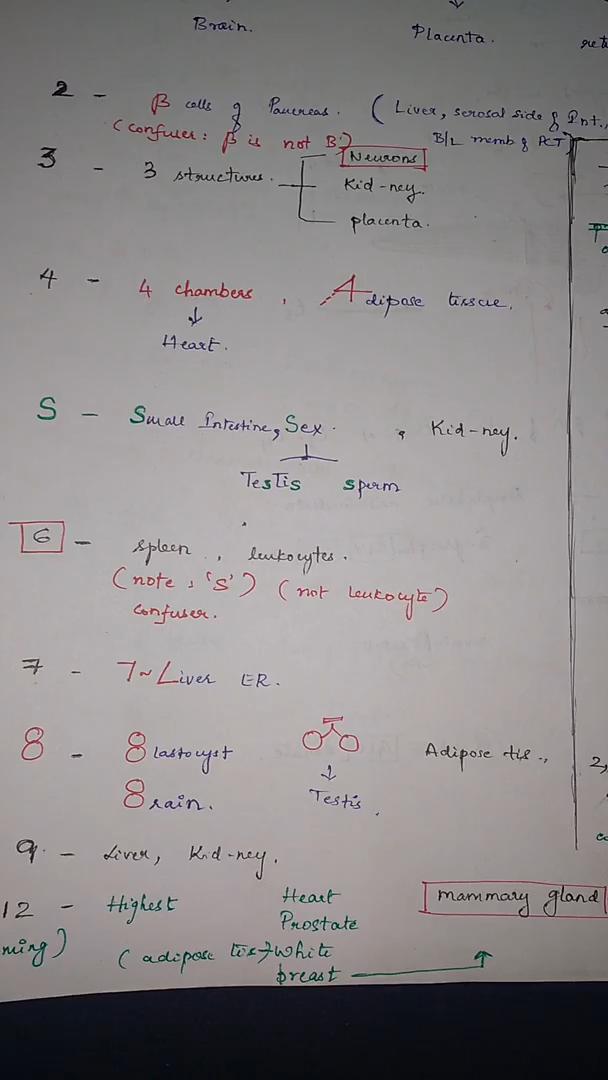 Brain.
Placenta.
2 - β cells of Pancreas. (Liver, serosal side of Int.,
(confuser: β is not B.) B/L memb of PCT)
3 - 3 structures. Neurons
Kid-ney.
placenta.
4 - 4 chambers, Adipose tissue.
Heart.
5 - Small Intestine, Sex. , Kid-ney.
Testis sperm
6 - spleen, leukocytes.
(note, 'S') (not leukocyte)
confuser.
7 - 7~Liver ER.
8 - 8lastocyst Adipose tis.,
8rain. Testis.
2,
9. - Liver, Kid-ney.
12 - Highest Heart mammary gland
Prostate
ming) (adipose tis→white
breast